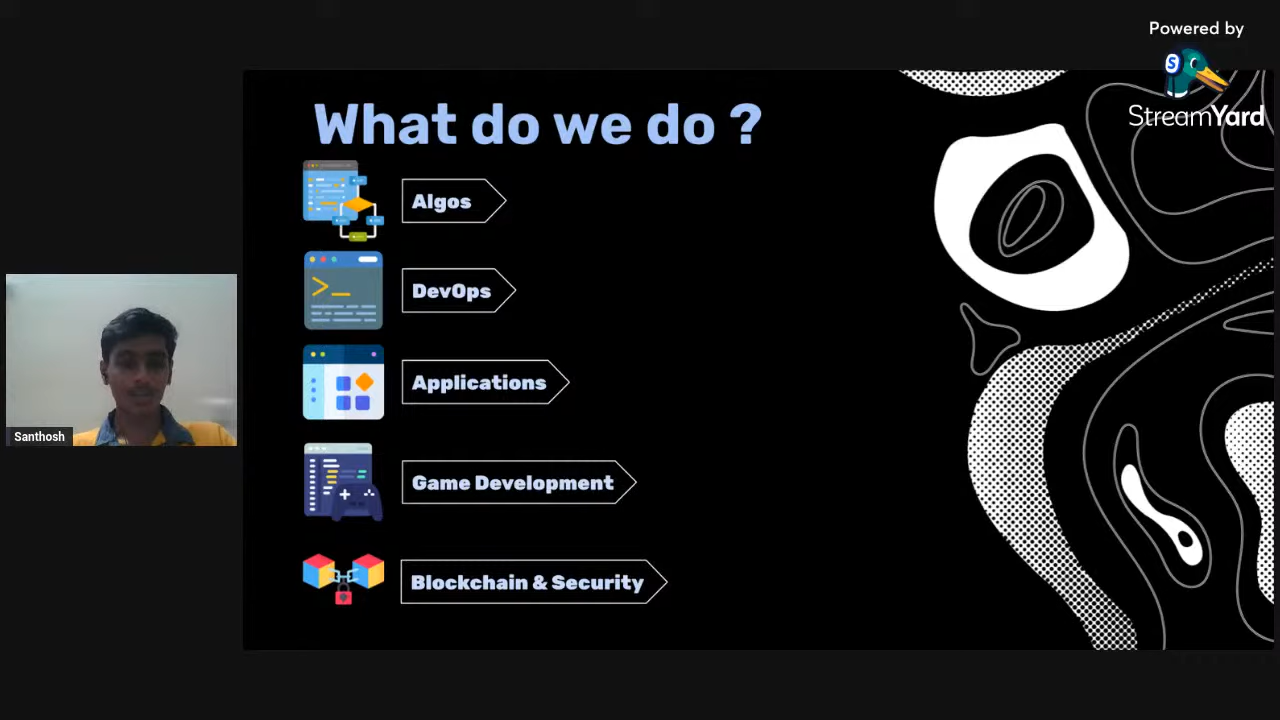 Powered by
StreamYard
What do we do ?
Algos
DevOps
Applications
Game Development
Blockchain & Security
Santhosh